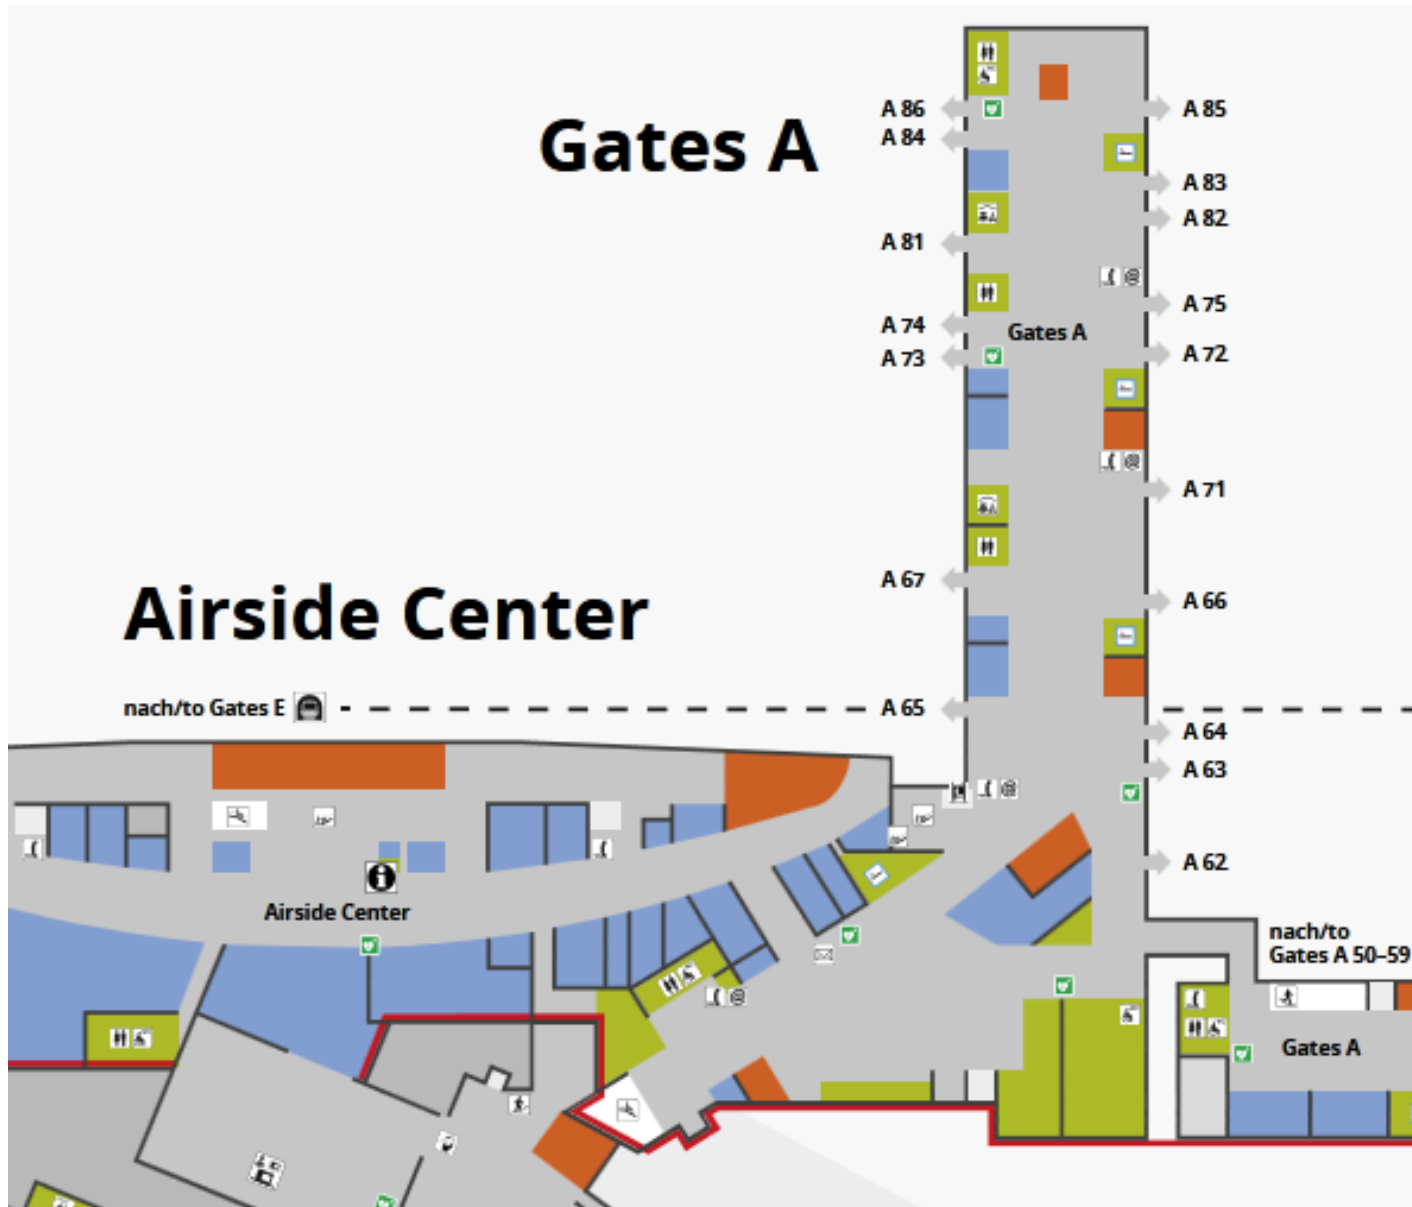 Gates A
A 86
A 85
A 84
A 83
A 82
A 81
A 75
A 74
Gates A
A 73
A 72
A 71
A 67
A 66
Airside Center
nach/to Gates E
A 65
A 64
A 63
A 62
Airside Center
nach/to
Gates A 50–59
Gates A